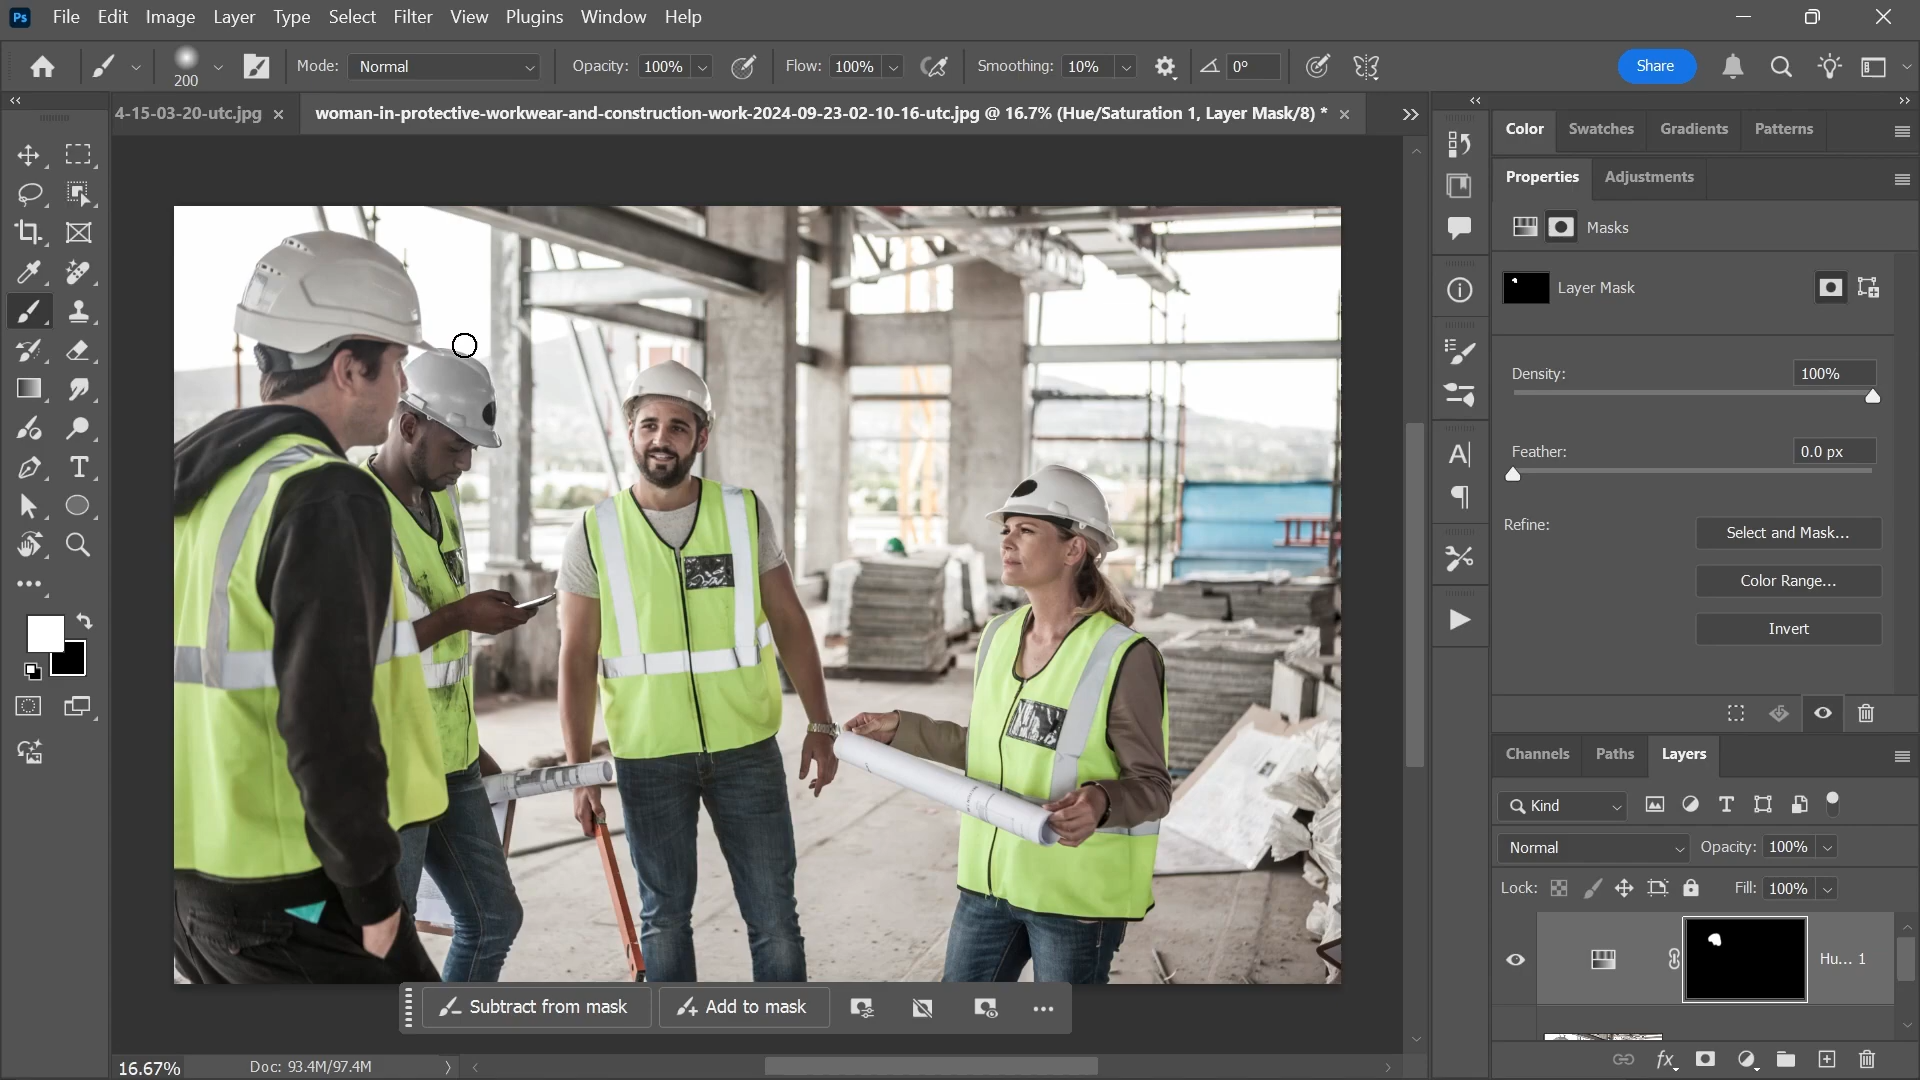 Ps File Edit Image Layer Type Select Filter View Plugins Window Help
200 Mode: Normal Opacity: 100% Flow: 100% Smoothing: 10% 0° Share
4-15-03-20-utc.jpg × woman-in-protective-workwear-and-construction-work-2024-09-23-02-10-16-utc.jpg @ 16.7% (Hue/Saturation 1, Layer Mask/8) * ×
Color Swatches Gradients Patterns
Properties Adjustments
Masks
Layer Mask
Density: 100%
Feather: 0.0 px
Refine: Select and Mask...
Color Range...
Invert
Channels Paths Layers
Kind
Normal Opacity: 100%
Lock: Fill: 100%
Hu... 1
Subtract from mask Add to mask
16.67% Doc: 93.4M/97.4M